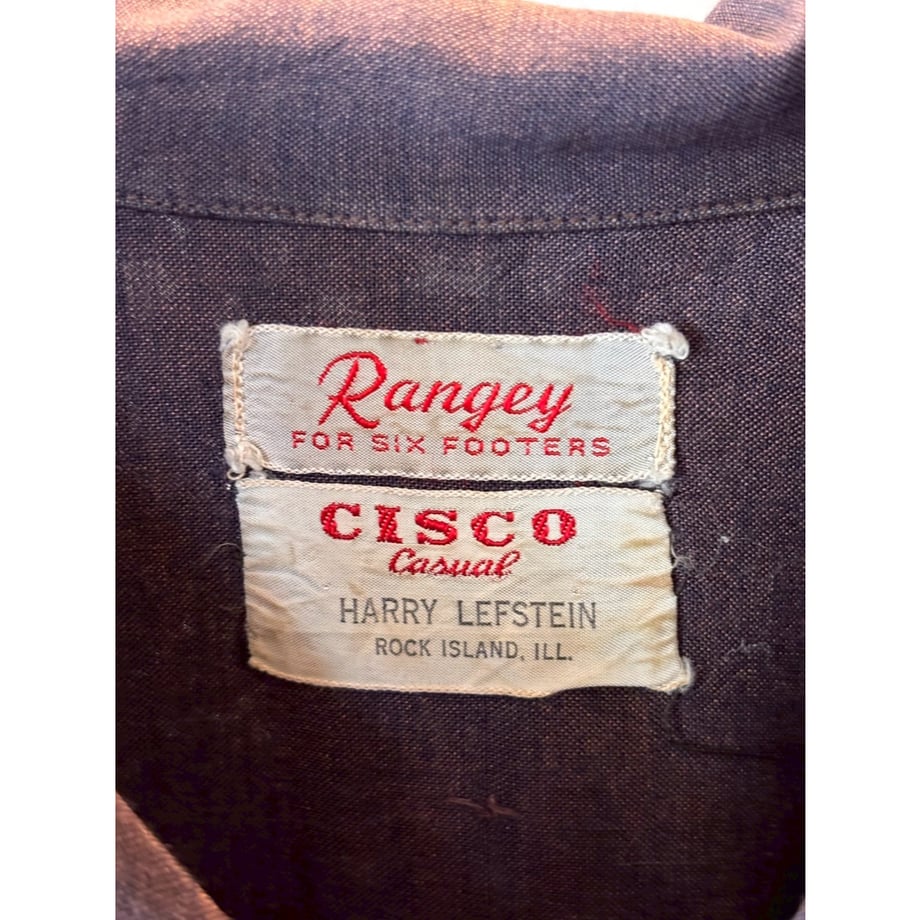 Rangey
FOR SIX FOOTERS
CISCO
Casual
HARRY LEFSTEIN
ROCK ISLAND, ILL.